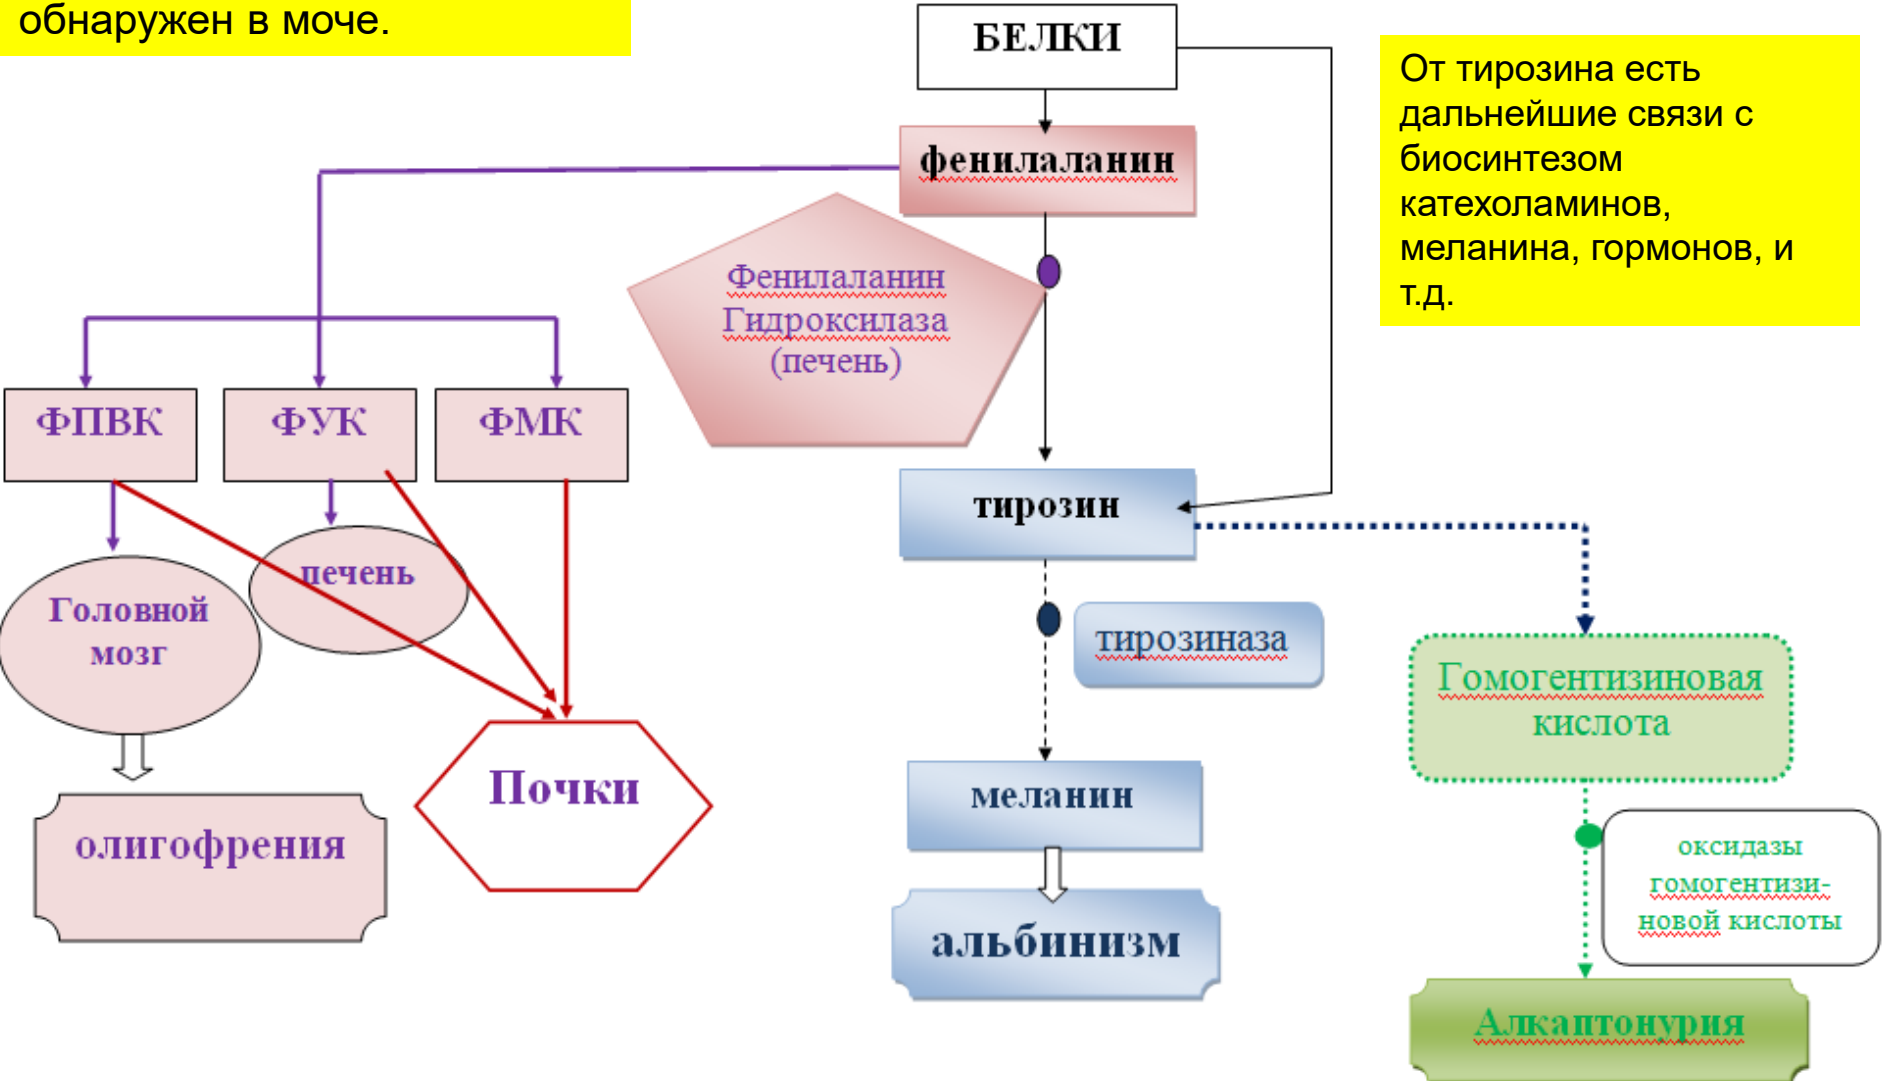 обнаружен в моче.
БЕЛКИ
От тирозина есть
дальнейшие связи с
биосинтезом
катехоламинов,
меланина, гормонов, и
т.д.
фенилаланин
Фенилаланин
Гидроксилаза
(печень)
ФПВК
ФУК
ФМК
тирозин
печень
Головной
мозг
тирозиназа
Гомогентизиновая
кислота
Почки
меланин
олигофрения
оксидазы
гомогентизи-
новой кислоты
альбинизм
Алкаптонурия